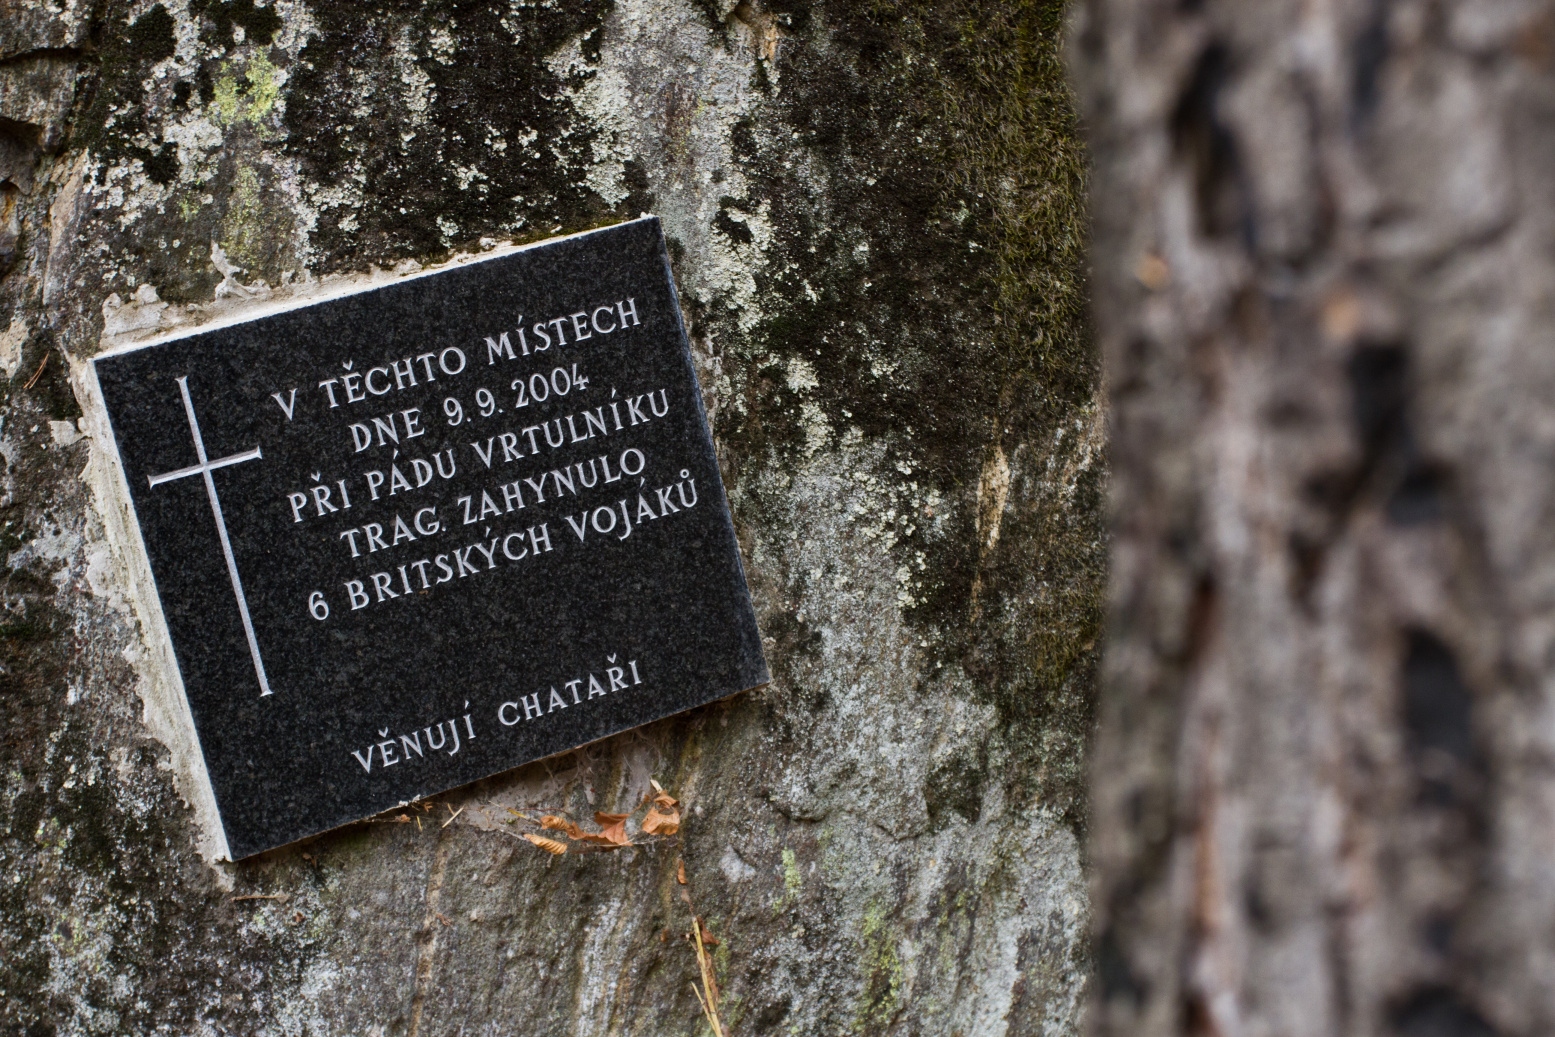 V TĚCHTO MÍSTECH
DNE 9.9. 2004
PŘI PÁDU VRTULNÍKU
TRAG. ZAHYNULO
6 BRITSKÝCH VOJÁKŮ
VĚNUJÍ CHATAŘI